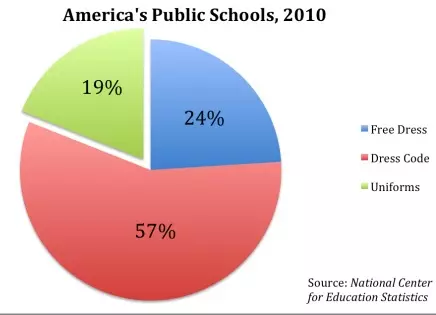 America's Public Schools, 2010
19%
24%
57%
Free Dress
Dress Code
Uniforms
Source: National Center
for Education Statistics